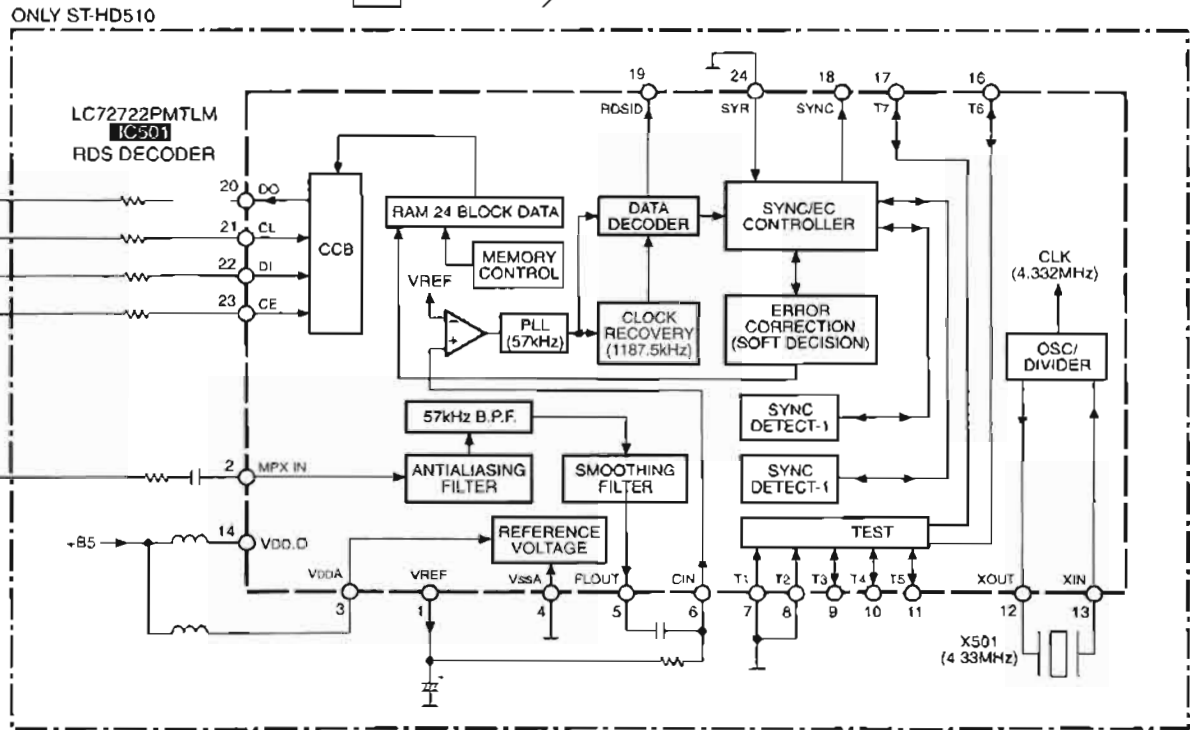 ONLY ST-HD510
LC72722PMTLM
IC501
RDS DECODER
19
RDSID
24
SYR
18
SYNC
17
T7
16
T6
20
DO
21
CL
22
DI
23
CE
CCB
RAM 24 BLOCK DATA
MEMORY
CONTROL
DATA
DECODER
SYNC/EC
CONTROLLER
VREF
−
+
PLL
(57kHz)
CLOCK
RECOVERY
(1187.5kHz)
ERROR
CORRECTION
(SOFT DECISION)
CLK
(4.332MHz)
OSC/
DIVIDER
57kHz B.P.F.
SYNC
DETECT-1
2
MPX IN
ANTIALIASING
FILTER
SMOOTHING
FILTER
SYNC
DETECT-1
+B5
14
VDD.D
REFERENCE
VOLTAGE
TEST
VDDA
3
VREF
1
VssA
4
FLOUT
5
CIN
6
T1
7
T2
8
T3
9
T4
10
T5
11
XOUT
12
XIN
13
X501
(4.33MHz)